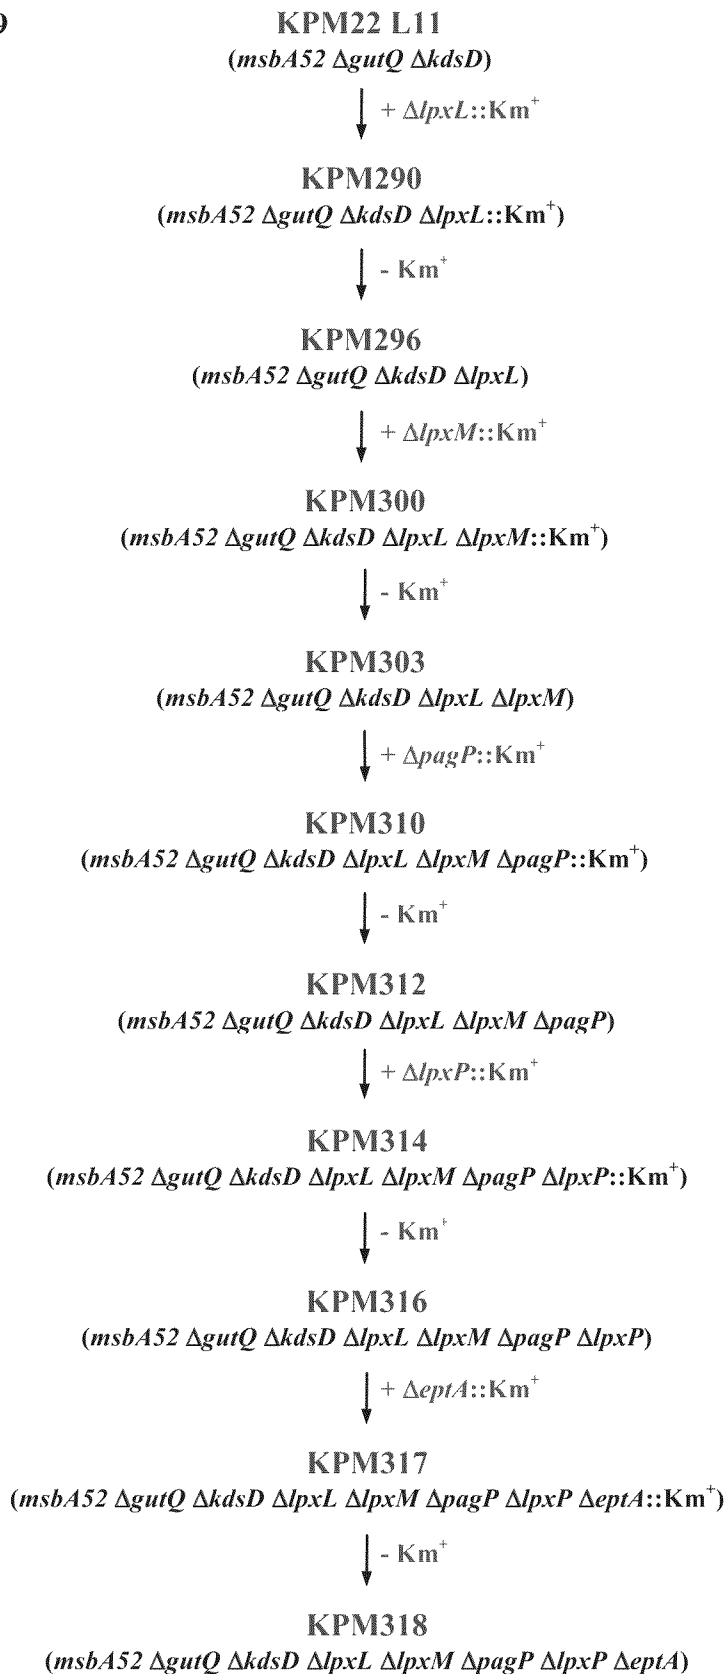 9
KPM22 L11
(msbA52 ΔgutQ ΔkdsD)
+ ΔlpxL::Km⁺
KPM290
(msbA52 ΔgutQ ΔkdsD ΔlpxL::Km⁺)
- Km⁺
KPM296
(msbA52 ΔgutQ ΔkdsD ΔlpxL)
+ ΔlpxM::Km⁺
KPM300
(msbA52 ΔgutQ ΔkdsD ΔlpxL ΔlpxM::Km⁺)
- Km⁺
KPM303
(msbA52 ΔgutQ ΔkdsD ΔlpxL ΔlpxM)
+ ΔpagP::Km⁺
KPM310
(msbA52 ΔgutQ ΔkdsD ΔlpxL ΔlpxM ΔpagP::Km⁺)
- Km⁺
KPM312
(msbA52 ΔgutQ ΔkdsD ΔlpxL ΔlpxM ΔpagP)
+ ΔlpxP::Km⁺
KPM314
(msbA52 ΔgutQ ΔkdsD ΔlpxL ΔlpxM ΔpagP ΔlpxP::Km⁺)
- Km⁺
KPM316
(msbA52 ΔgutQ ΔkdsD ΔlpxL ΔlpxM ΔpagP ΔlpxP)
+ ΔeptA::Km⁺
KPM317
(msbA52 ΔgutQ ΔkdsD ΔlpxL ΔlpxM ΔpagP ΔlpxP ΔeptA::Km⁺)
- Km⁺
KPM318
(msbA52 ΔgutQ ΔkdsD ΔlpxL ΔlpxM ΔpagP ΔlpxP ΔeptA)